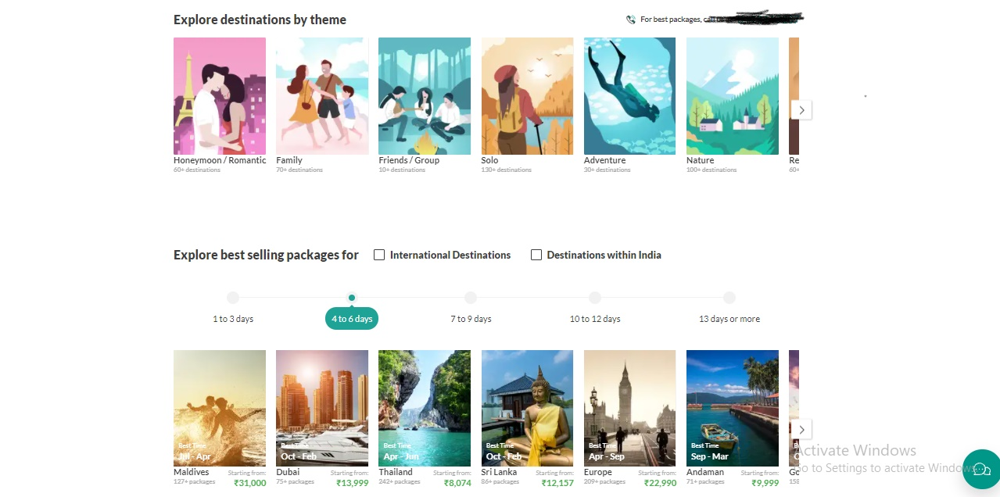 Explore destinations by theme
For best packages, call
Honeymoon / Romantic
60+ destinations
Family
70+ destinations
Friends / Group
10+ destinations
Solo
130+ destinations
Adventure
30+ destinations
Nature
100+ destinations
Re
60+
Explore best selling packages for
International Destinations
Destinations within India
1 to 3 days
4 to 6 days
7 to 9 days
10 to 12 days
13 days or more
Best Time
Jul - Apr
Maldives
127+ packages
Starting from:
₹31,000
Best Time
Oct - Feb
Dubai
75+ packages
Starting from:
₹13,999
Best Time
Apr - Jun
Thailand
242+ packages
Starting from:
₹8,074
Best Time
Oct - Feb
Sri Lanka
86+ packages
Starting from:
₹12,157
Best Time
Apr - Sep
Europe
209+ packages
Starting from:
₹22,990
Best Time
Sep - Mar
Andaman
71+ packages
Starting from:
₹9,999
Go
158
Activate Windows
Go to Settings to activate Windows.